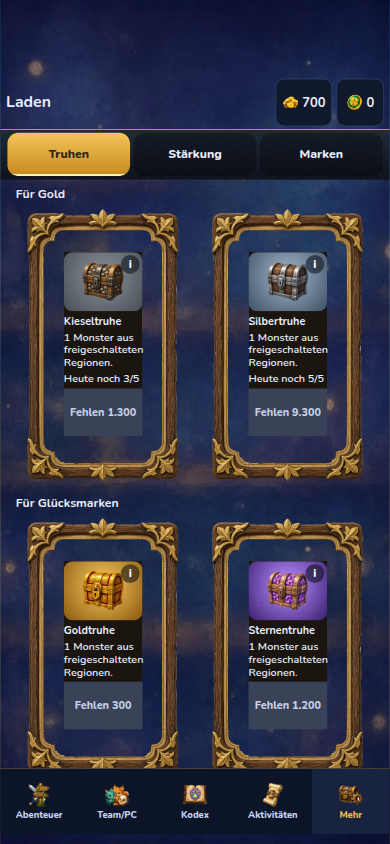 Laden
700
0
Truhen
Stärkung
Marken
Für Gold
i
Kieseltruhe
1 Monster aus
freigeschalteten
Regionen.
Heute noch 3/5
Fehlen 1.300
i
Silbertruhe
1 Monster aus
freigeschalteten
Regionen.
Heute noch 5/5
Fehlen 9.300
Für Glücksmarken
i
Goldtruhe
1 Monster aus
freigeschalteten
Regionen.
Fehlen 300
i
Sternentruhe
1 Monster aus
freigeschalteten
Regionen.
Fehlen 1.200
Abenteuer
Team/PC
Kodex
Aktivitäten
Mehr